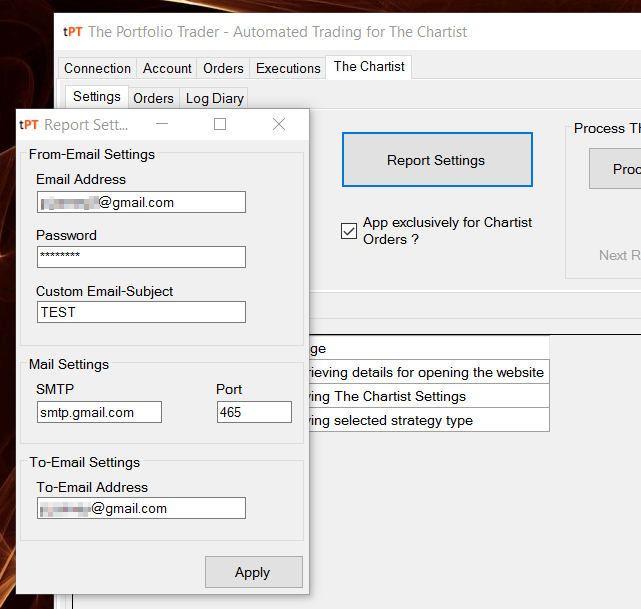 tPT The Portfolio Trader - Automated Trading for The Chartist
Connection Account Orders Executions The Chartist
Settings Orders Log Diary
tPT Report Sett...
From-Email Settings
Email Address
@gmail.com
Password
********
Custom Email-Subject
TEST
Mail Settings
SMTP Port
smtp.gmail.com 465
To-Email Settings
To-Email Address
@gmail.com
Apply
Report Settings
App exclusively for Chartist
Orders ?
Process Th
Proc
Next R
ge
rieving details for opening the website
ving The Chartist Settings
ving selected strategy type